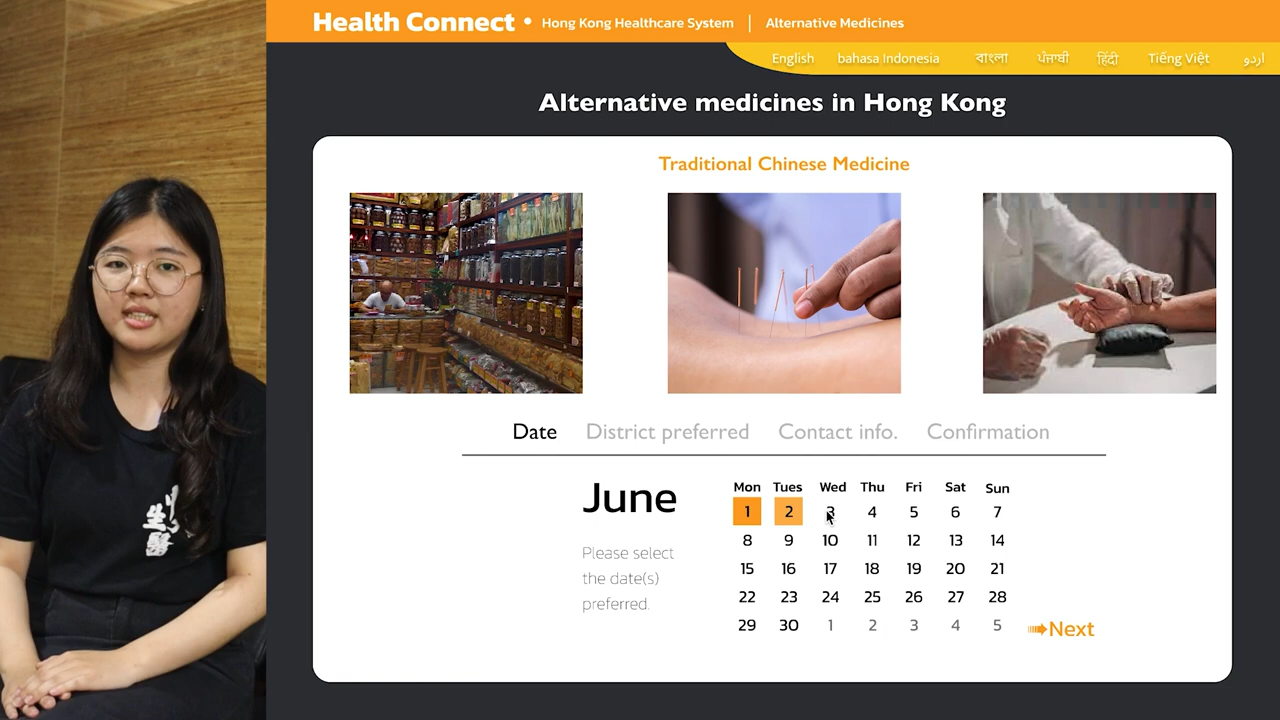 Health Connect • Hong Kong Healthcare System | Alternative Medicines
English bahasa Indonesia বাংলা ਪੰਜਾਬੀ हिंदी Tiếng Việt اردو
Alternative medicines in Hong Kong
Traditional Chinese Medicine
Date District preferred Contact info. Confirmation
June
Please select
the date(s)
preferred.
Mon Tues Wed Thu Fri Sat Sun
1 2 3 4 5 6 7
8 9 10 11 12 13 14
15 16 17 18 19 20 21
22 23 24 25 26 27 28
29 30 1 2 3 4 5
Next